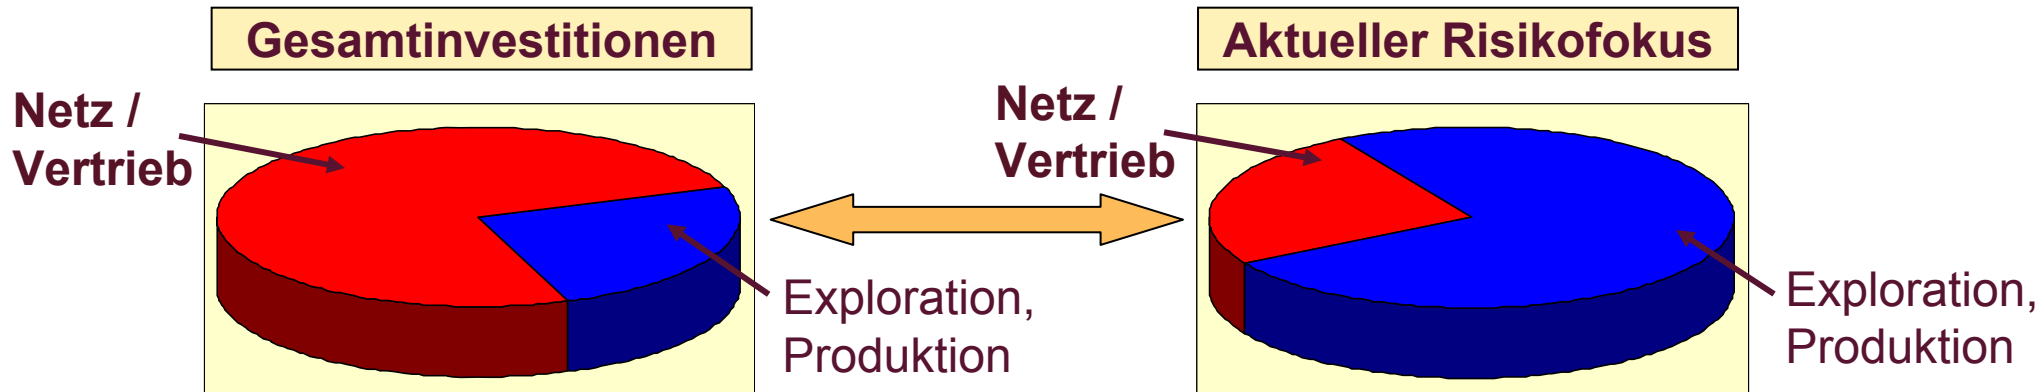 Gesamtinvestitionen
Netz /
Vertrieb
Exploration,
Produktion
Aktueller Risikofokus
Netz /
Vertrieb
Exploration,
Produktion